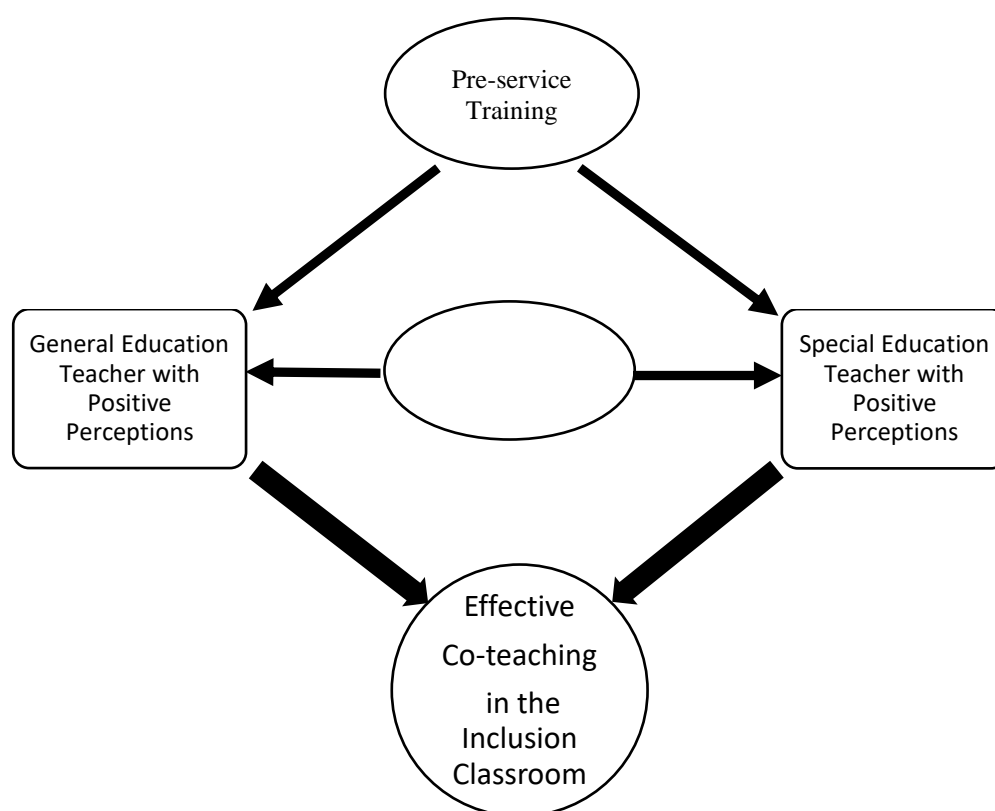 Pre-service
Training
General Education
Teacher with
Positive
Perceptions
Special Education
Teacher with
Positive
Perceptions
Effective
Co-teaching
in the
Inclusion
Classroom